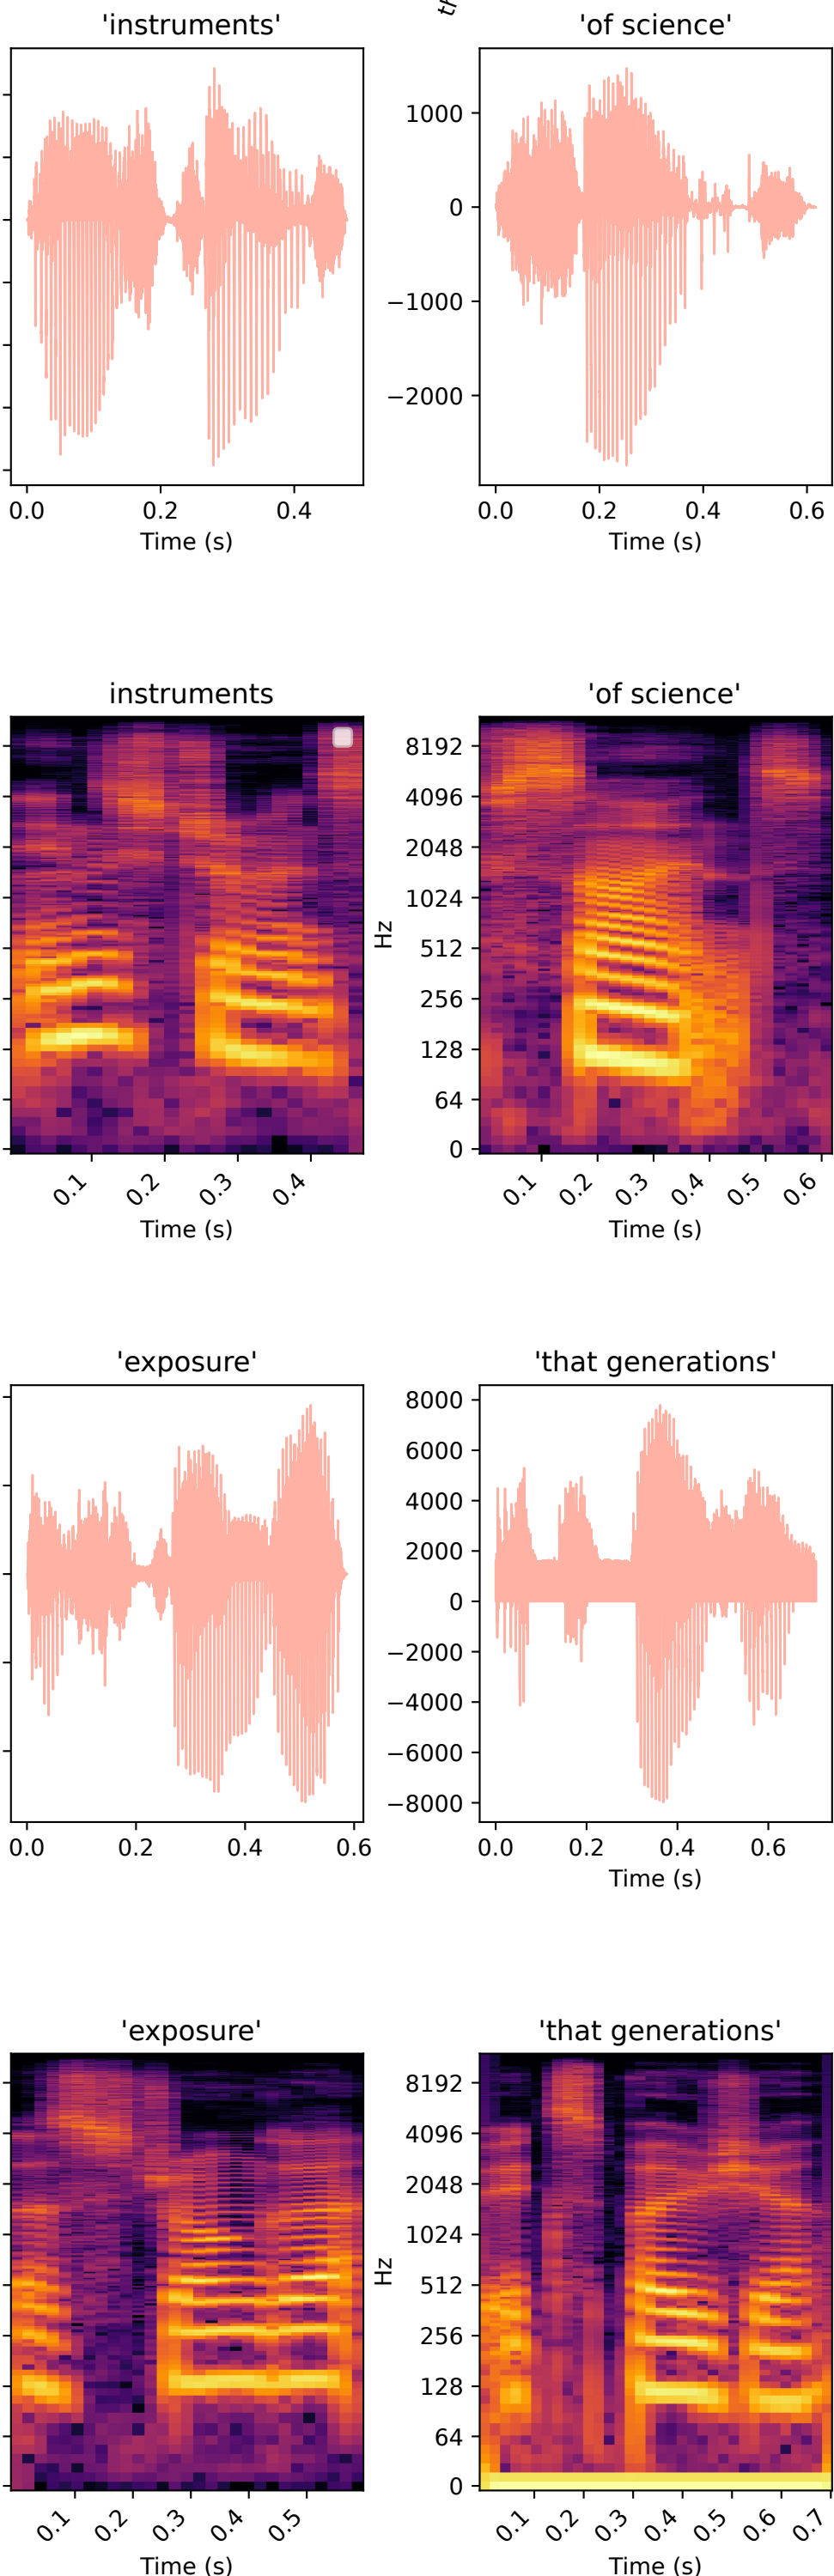 th
'instruments'
'of science'
1000
0
−1000
−2000
0.0 0.2 0.4
0.0 0.2 0.4 0.6
Time (s)
Time (s)
instruments
'of science'
8192
4096
2048
1024
512
256
128
64
0
Hz
0.1 0.2 0.3 0.4
0.1 0.2 0.3 0.4 0.5 0.6
Time (s)
Time (s)
'exposure'
'that generations'
8000
6000
4000
2000
0
−2000
−4000
−6000
−8000
0.0 0.2 0.4 0.6
0.0 0.2 0.4 0.6
Time (s)
'exposure'
'that generations'
8192
4096
2048
1024
512
256
128
64
0
Hz
0.1 0.2 0.3 0.4 0.5
0.1 0.2 0.3 0.4 0.5 0.6 0.7
Time (s)
Time (s)